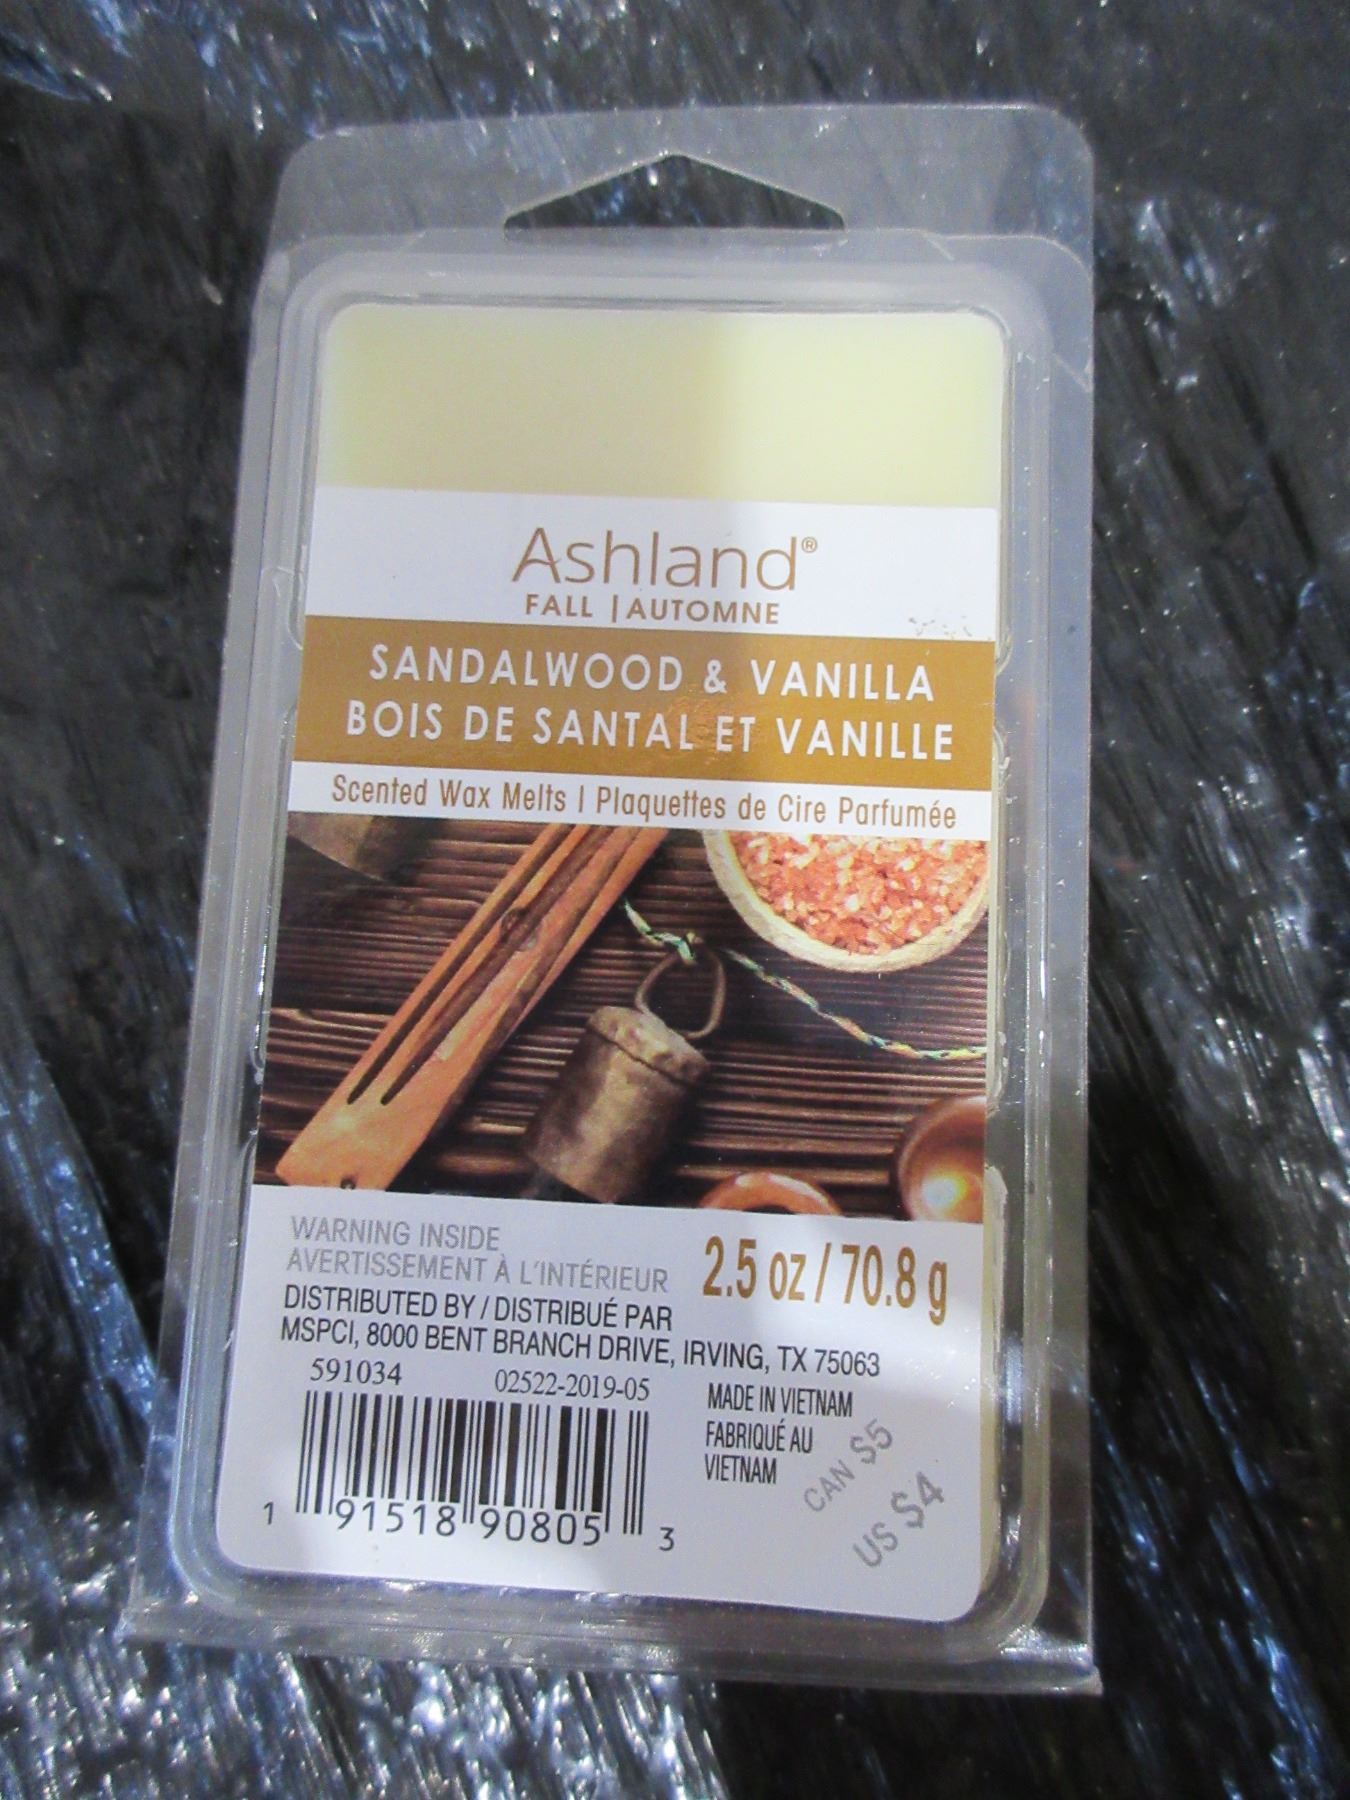 Ashland®
FALL | AUTOMNE
SANDALWOOD & VANILLA
BOIS DE SANTAL ET VANILLE
Scented Wax Melts | Plaquettes de Cire Parfumée
WARNING INSIDE
AVERTISSEMENT À L'INTÉRIEUR
2.5 oz / 70.8 g
DISTRIBUTED BY / DISTRIBUÉ PAR
MSPCI, 8000 BENT BRANCH DRIVE, IRVING, TX 75063
591034 02522-2019-05
MADE IN VIETNAM
FABRIQUÉ AU
VIETNAM
CAN $5
US $4
1 91518 90805 3